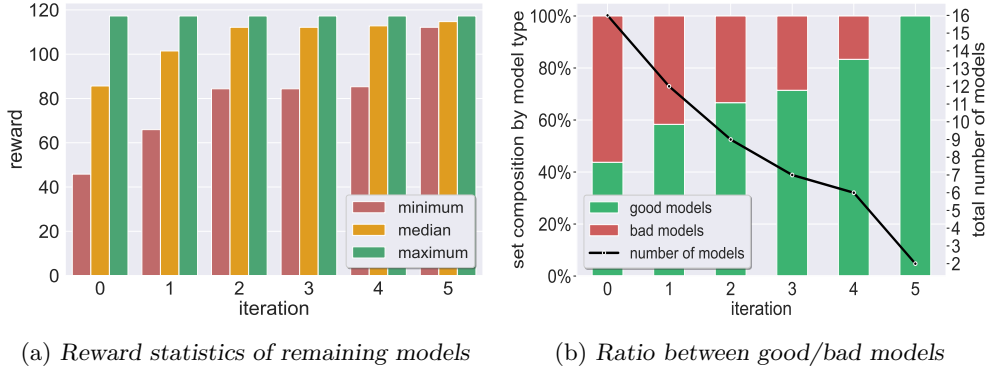 120
100
80
60
40
20
0
reward
0 1 2 3 4 5
iteration
minimum
median
maximum
(a) Reward statistics of remaining models
100%
80%
60%
40%
20%
0%
set composition by model type
0 1 2 3 4 5
iteration
good models
bad models
number of models
16
15
14
13
12
11
10
9
8
7
6
5
4
3
2
total number of models
(b) Ratio between good/bad models